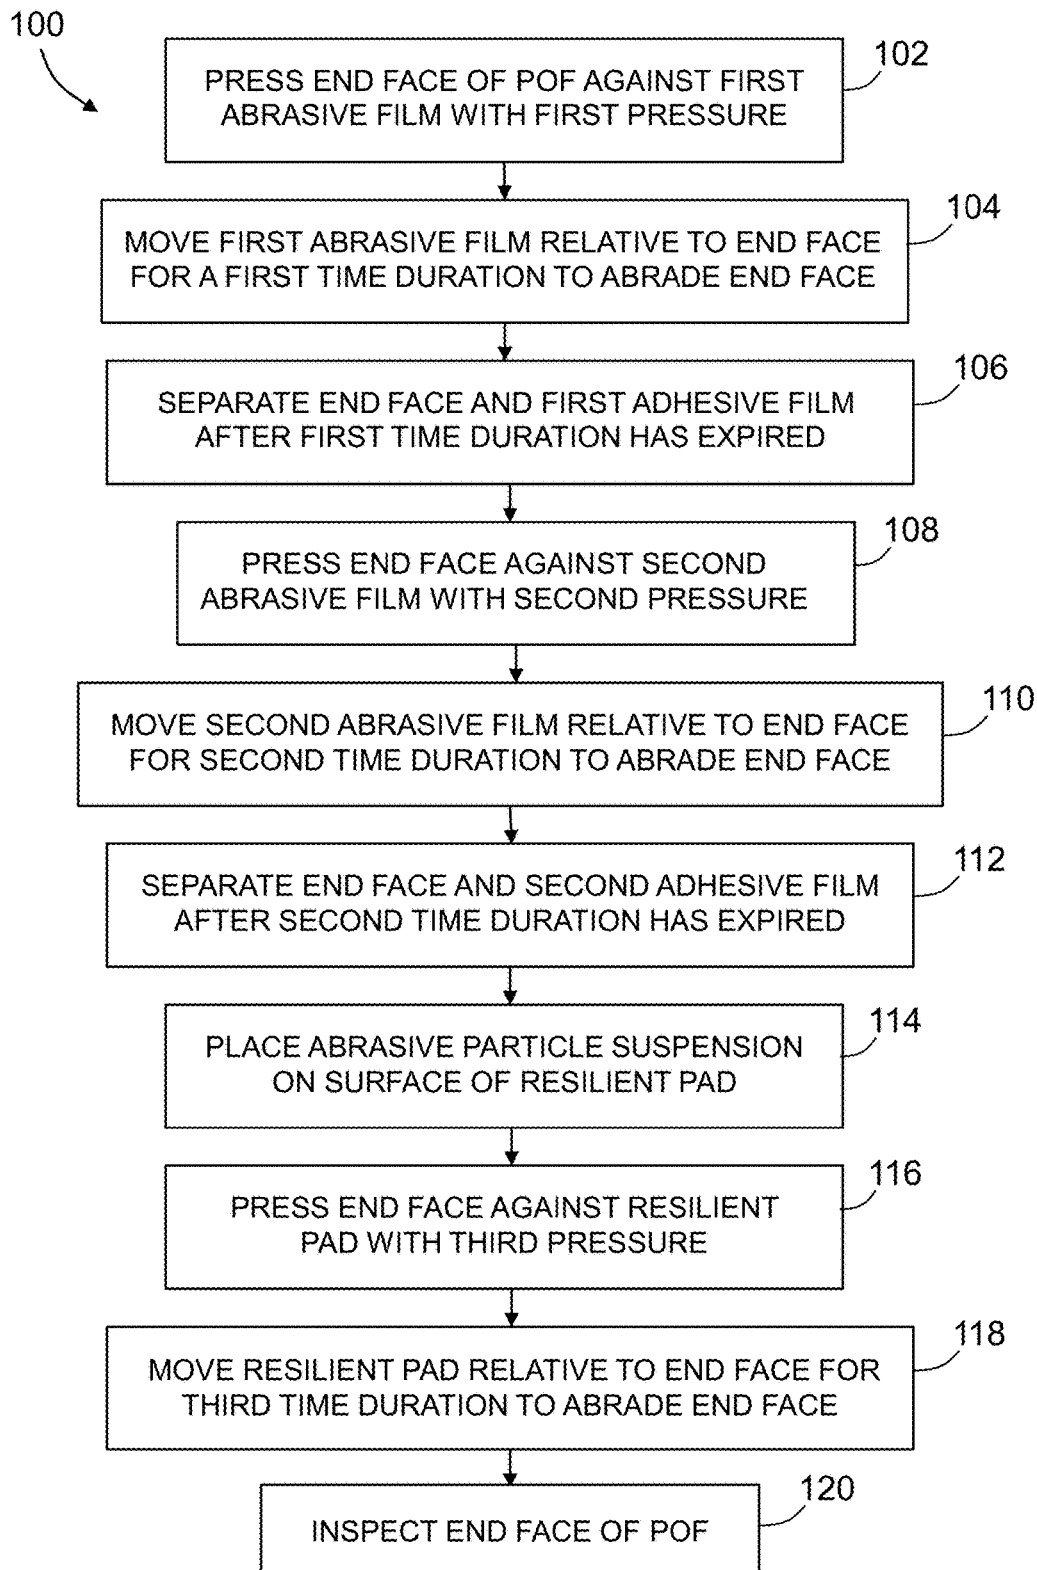 100
102
PRESS END FACE OF POF AGAINST FIRST
ABRASIVE FILM WITH FIRST PRESSURE
104
MOVE FIRST ABRASIVE FILM RELATIVE TO END FACE
FOR A FIRST TIME DURATION TO ABRADE END FACE
106
SEPARATE END FACE AND FIRST ADHESIVE FILM
AFTER FIRST TIME DURATION HAS EXPIRED
108
PRESS END FACE AGAINST SECOND
ABRASIVE FILM WITH SECOND PRESSURE
110
MOVE SECOND ABRASIVE FILM RELATIVE TO END FACE
FOR SECOND TIME DURATION TO ABRADE END FACE
112
SEPARATE END FACE AND SECOND ADHESIVE FILM
AFTER SECOND TIME DURATION HAS EXPIRED
114
PLACE ABRASIVE PARTICLE SUSPENSION
ON SURFACE OF RESILIENT PAD
116
PRESS END FACE AGAINST RESILIENT
PAD WITH THIRD PRESSURE
118
MOVE RESILIENT PAD RELATIVE TO END FACE FOR
THIRD TIME DURATION TO ABRADE END FACE
120
INSPECT END FACE OF POF